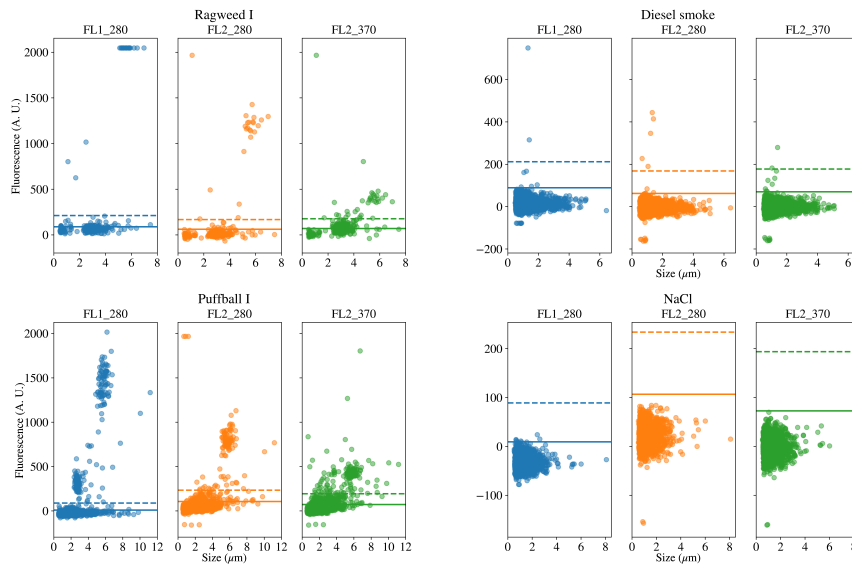 Ragweed I
FL1_280 FL2_280 FL2_370
2000
1500
1000
500
0
Fluorescence (A. U.)
0 2 4 6 8 0 2 4 6 8 0 2 4 6 8
Size (μm)
Diesel smoke
FL1_280 FL2_280 FL2_370
600
400
200
0
−200
0 2 4 6 0 2 4 6 0 2 4 6
Size (μm)
Puffball I
FL1_280 FL2_280 FL2_370
2000
1500
1000
500
0
Fluorescence (A. U.)
0 2 4 6 8 10 12 0 2 4 6 8 10 12 0 2 4 6 8 10 12
Size (μm)
NaCl
FL1_280 FL2_280 FL2_370
200
100
0
−100
0 2 4 6 8 0 2 4 6 8 0 2 4 6 8
Size (μm)